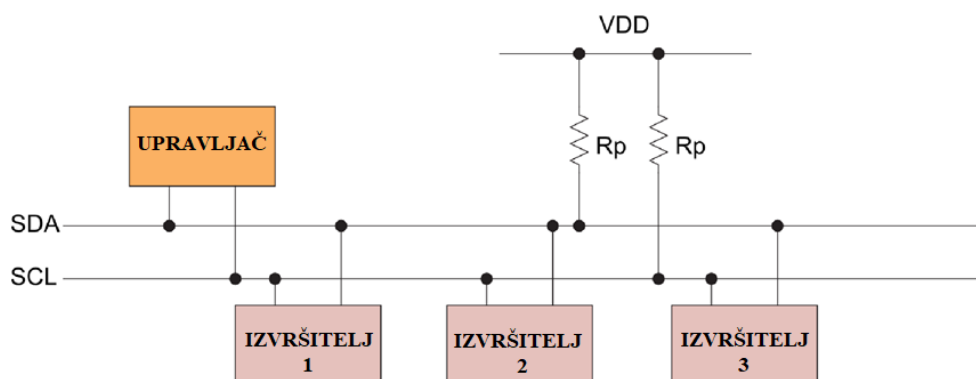 VDD
UPRAVLJAČ
Rp
Rp
SDA
SCL
IZVRŠITELJ
1
IZVRŠITELJ
2
IZVRŠITELJ
3